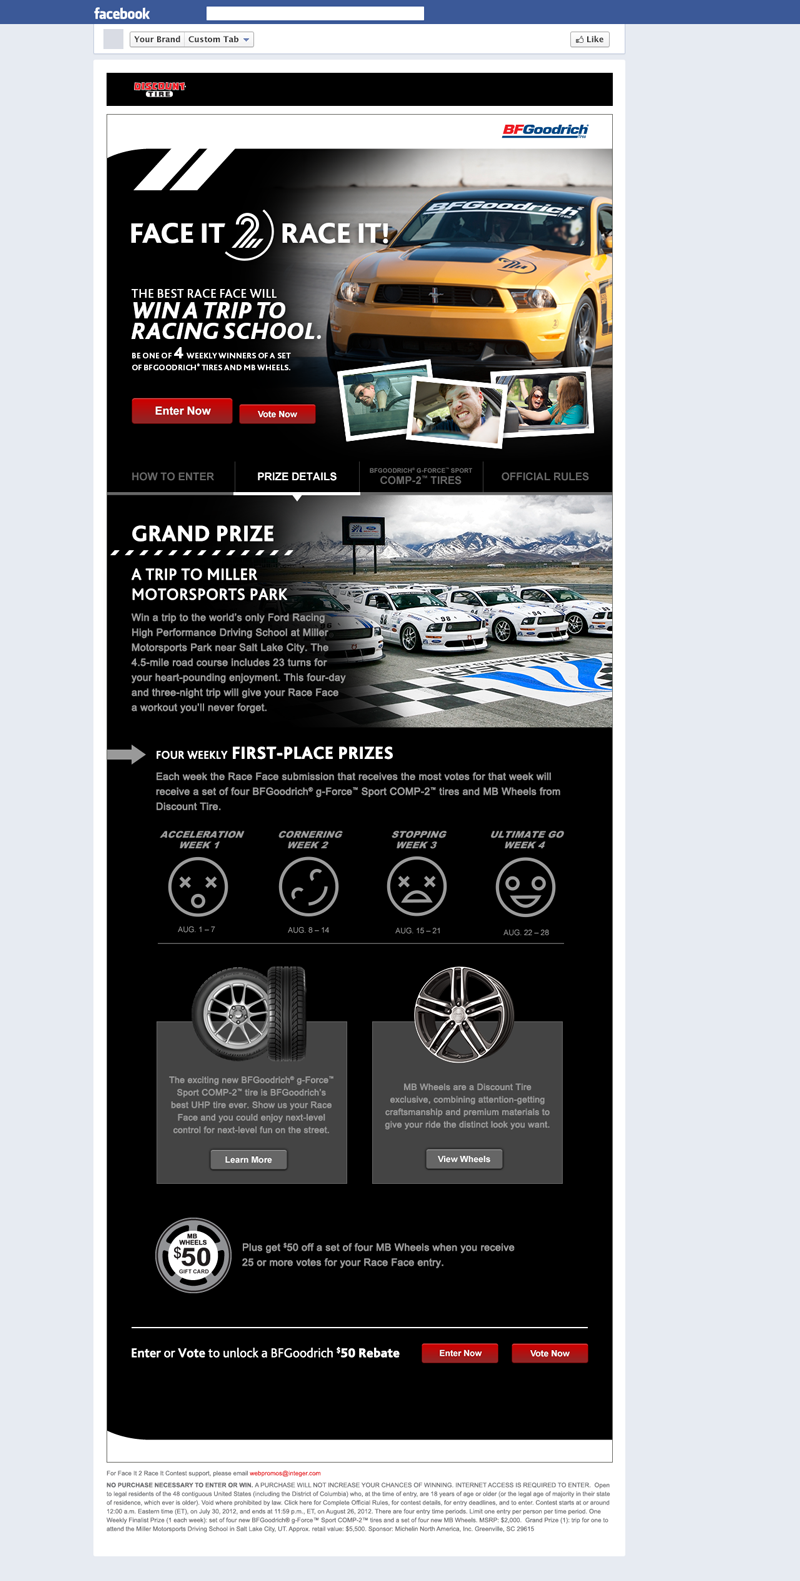 facebook
Your Brand Custom Tab
Like
DISCOUNT
TIRE
BFGoodrich
Tires
BFGoodrich
FACE IT 2 RACE IT!
THE BEST RACE FACE WILL
WIN A TRIP TO
RACING SCHOOL.
BE ONE OF 4 WEEKLY WINNERS OF A SET
OF BFGOODRICH® TIRES AND MB WHEELS.
Enter Now
Vote Now
HOW TO ENTER
PRIZE DETAILS
BFGOODRICH® G-FORCE™ SPORT
COMP-2™ TIRES
OFFICIAL RULES
GRAND PRIZE
A TRIP TO MILLER
MOTORSPORTS PARK
Win a trip to the world's only Ford Racing
High Performance Driving School at Miller
Motorsports Park near Salt Lake City. The
4.5-mile road course includes 23 turns for
your heart-pounding enjoyment. This four-day
and three-night trip will give your Race Face
a workout you'll never forget.
FOUR WEEKLY FIRST-PLACE PRIZES
Each week the Race Face submission that receives the most votes for that week will
receive a set of four BFGoodrich® g-Force™ Sport COMP-2™ tires and MB Wheels from
Discount Tire.
ACCELERATION
WEEK 1
CORNERING
WEEK 2
STOPPING
WEEK 3
ULTIMATE GO
WEEK 4
AUG. 1 – 7
AUG. 8 – 14
AUG. 15 – 21
AUG. 22 – 28
The exciting new BFGoodrich® g-Force™
Sport COMP-2™ tire is BFGoodrich's
best UHP tire ever. Show us your Race
Face and you could enjoy next-level
control for next-level fun on the street.
Learn More
MB Wheels are a Discount Tire
exclusive, combining attention-getting
craftsmanship and premium materials to
give your ride the distinct look you want.
View Wheels
MB
WHEELS
$50
GIFT CARD
Plus get $50 off a set of four MB Wheels when you receive
25 or more votes for your Race Face entry.
Enter or Vote to unlock a BFGoodrich $50 Rebate
Enter Now
Vote Now
For Face It 2 Race It Contest support, please email webpromos@integer.com
NO PURCHASE NECESSARY TO ENTER OR WIN. A PURCHASE WILL NOT INCREASE YOUR CHANCES OF WINNING. INTERNET ACCESS IS REQUIRED TO ENTER. Open
to legal residents of the 48 contiguous United States (including the District of Columbia) who, at the time of entry, are 18 years of age or older (or the legal age of majority in their state
of residence, which ever is older). Void where prohibited by law. Click here for Complete Official Rules, for contest details, for entry deadlines, and to enter. Contest starts at or around
12:00 a.m. Eastern time (ET), on July 30, 2012, and ends at 11:59 p.m., ET, on August 26, 2012. There are four entry time periods. Limit one entry per person per time period. One
Weekly Finalist Prize (1 each week): set of four new BFGoodrich® g-Force™ Sport COMP-2™ tires and a set of four new MB Wheels. MSRP: $2,000. Grand Prize (1): trip for one to
attend the Miller Motorsports Driving School in Salt Lake City, UT. Approx. retail value: $5,500. Sponsor: Michelin North America, Inc. Greenville, SC 29615